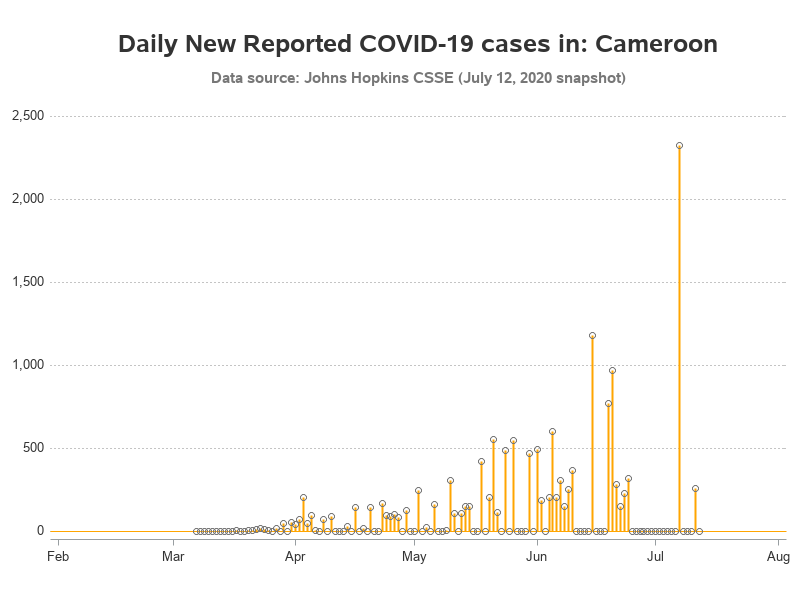 Daily New Reported COVID-19 cases in: Cameroon
Data source: Johns Hopkins CSSE (July 12, 2020 snapshot)
2,500
2,000
1,500
1,000
500
0
Feb Mar Apr May Jun Jul Aug